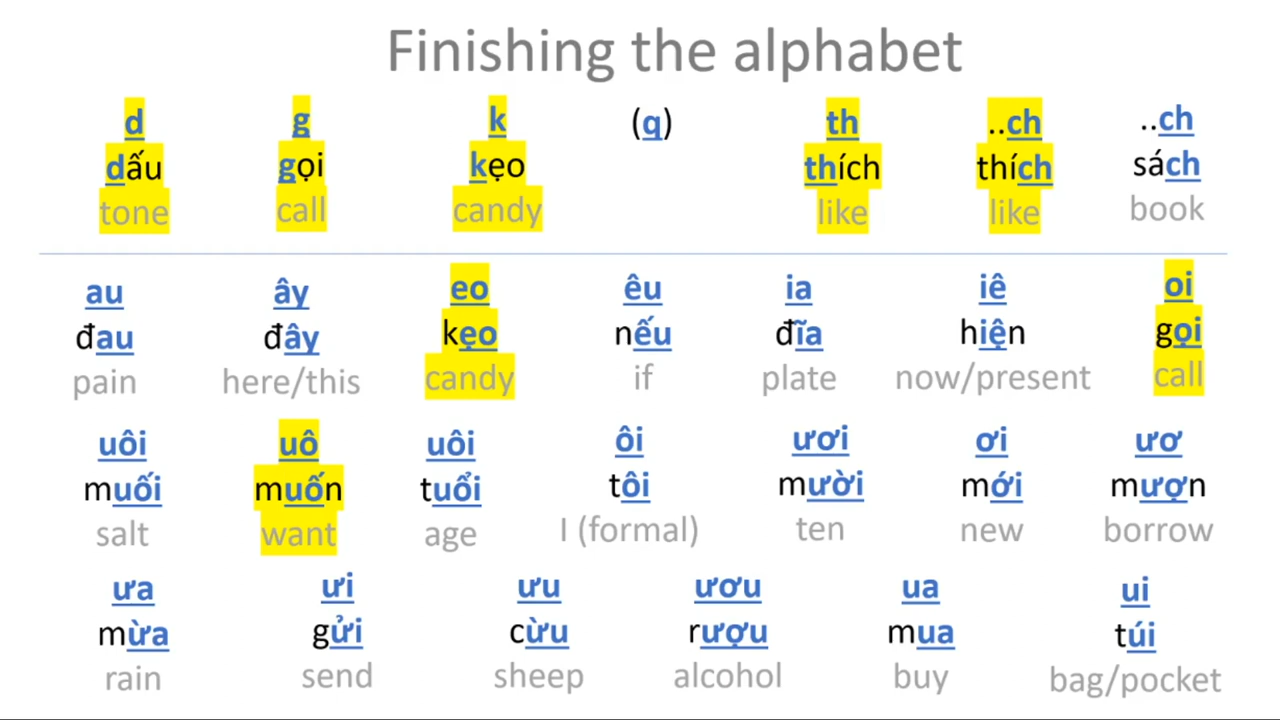 Finishing the alphabet
d g k (q) th ..ch ..ch
dấu gọi kẹo thích thích sách
tone call candy like like book
au ây eo êu ia iê oi
đau đây kẹo nếu đĩa hiện gọi
pain here/this candy if plate now/present call
uôi uô uôi ôi ươi ơi ươ
muối muốn tuổi tôi mười mới mượn
salt want age I (formal) ten new borrow
ưa ưi ưu ươu ua ui
mừa gửi cừu rượu mua túi
rain send sheep alcohol buy bag/pocket